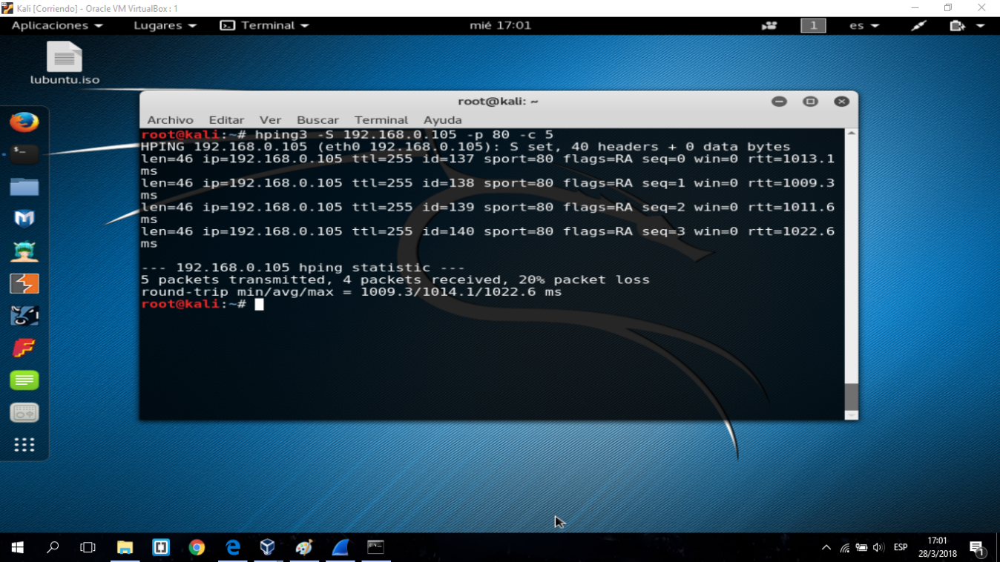 Kali [Corriendo] - Oracle VM VirtualBox : 1
Aplicaciones Lugares Terminal mié 17:01 1 es
lubuntu.iso
root@kali: ~
Archivo Editar Ver Buscar Terminal Ayuda
root@kali:~# hping3 -S 192.168.0.105 -p 80 -c 5
HPING 192.168.0.105 (eth0 192.168.0.105): S set, 40 headers + 0 data bytes
len=46 ip=192.168.0.105 ttl=255 id=137 sport=80 flags=RA seq=0 win=0 rtt=1013.1
ms
len=46 ip=192.168.0.105 ttl=255 id=138 sport=80 flags=RA seq=1 win=0 rtt=1009.3
ms
len=46 ip=192.168.0.105 ttl=255 id=139 sport=80 flags=RA seq=2 win=0 rtt=1011.6
ms
len=46 ip=192.168.0.105 ttl=255 id=140 sport=80 flags=RA seq=3 win=0 rtt=1022.6
ms
--- 192.168.0.105 hping statistic ---
5 packets transmitted, 4 packets received, 20% packet loss
round-trip min/avg/max = 1009.3/1014.1/1022.6 ms
root@kali:~#
ESP
17:01
28/3/2018
1